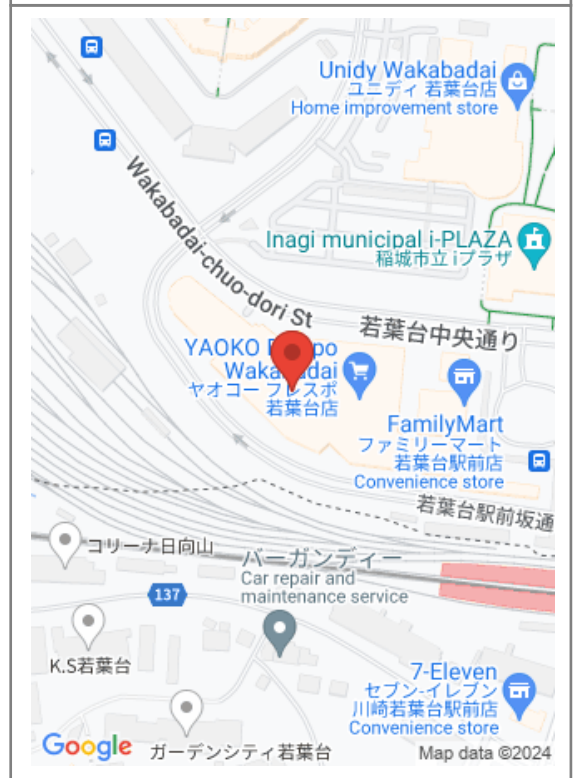 Unidy Wakabadai
ユニディ 若葉台店
Home improvement store
Wakabadai-chuo-dori St
Inagi municipal i-PLAZA
稲城市立 iプラザ
若葉台中央通り
YAOKO
Wakabadai
ヤオコー フレスポ
若葉台店
FamilyMart
ファミリーマート
若葉台駅前店
Convenience store
若葉台駅前坂通
コリーナ日向山
バーガンディー
Car repair and
maintenance service
137
K.S若葉台
7-Eleven
セブン-イレブン
川崎若葉台駅前店
Convenience store
Google
ガーデンシティ若葉台
Map data ©2024